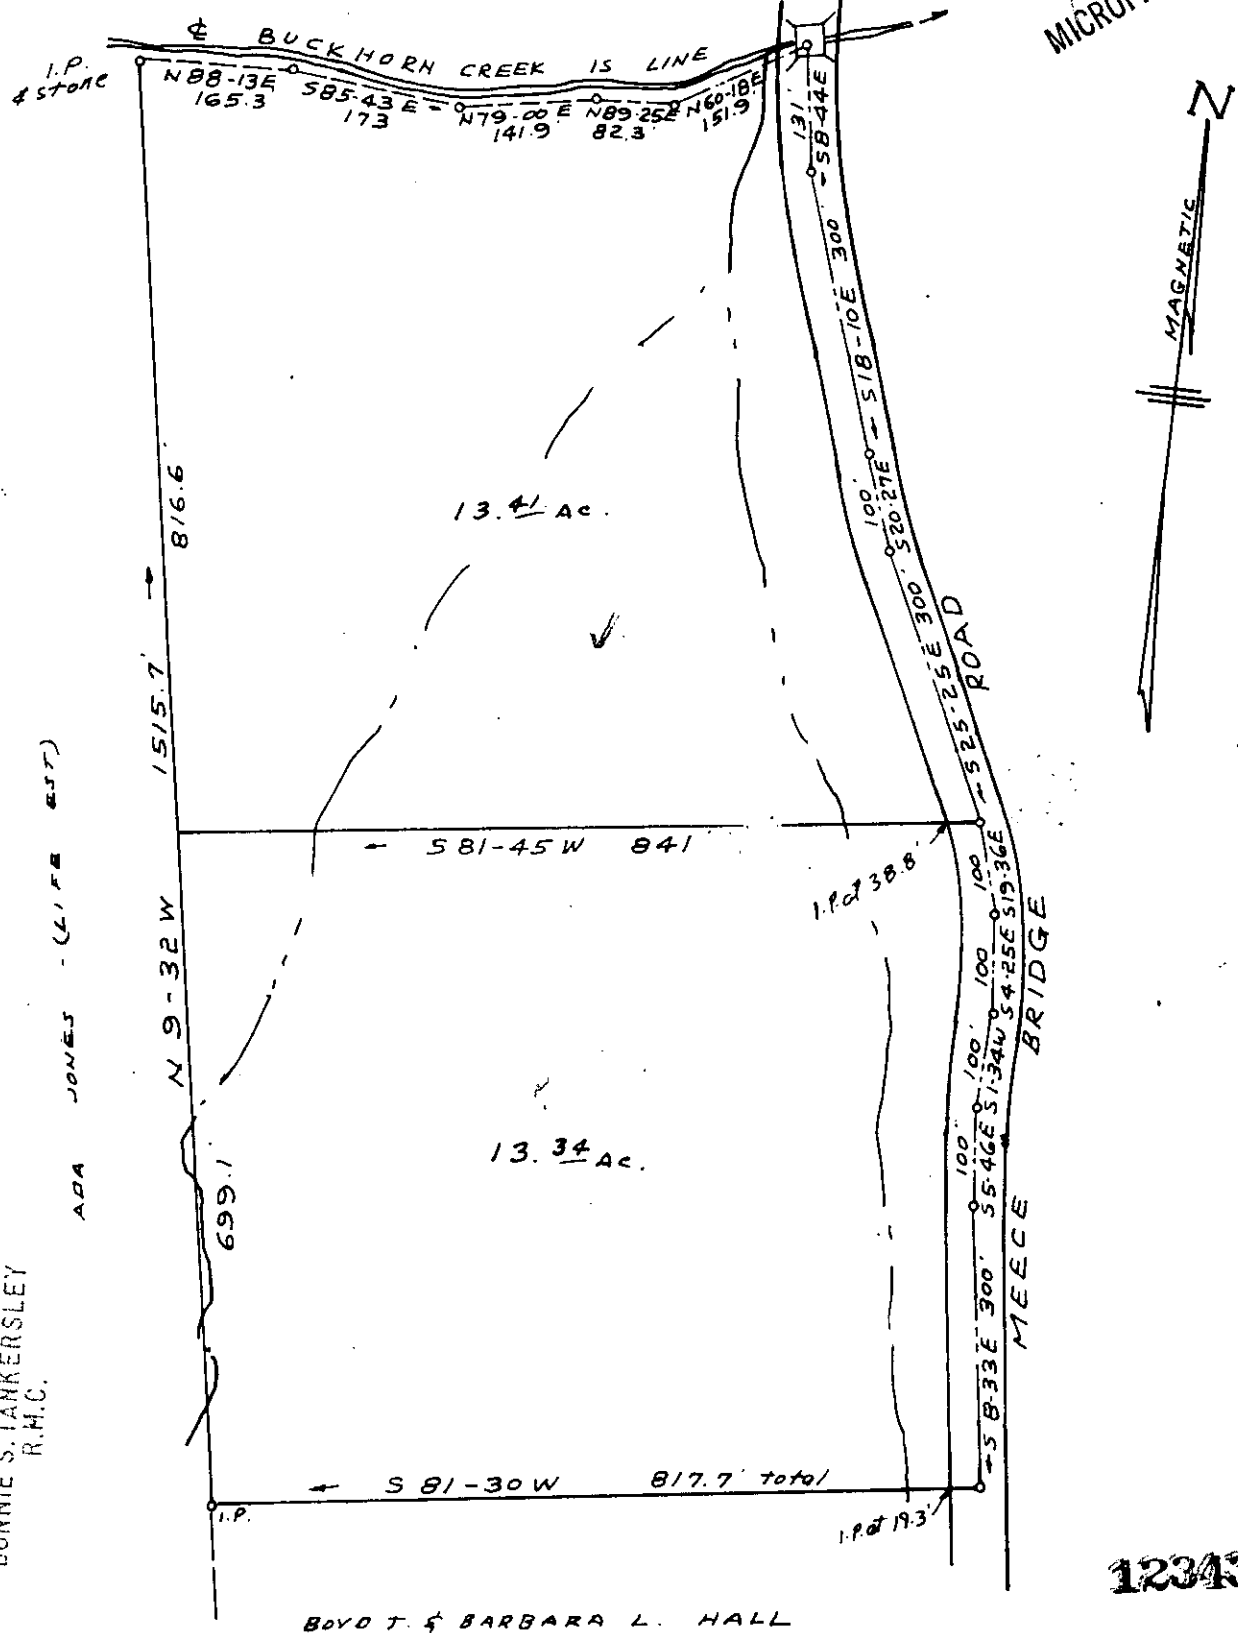 ℄ BUCKHORN CREEK IS LINE
I.P.
& stone
N88-13E
165.3
S85-43E
173
N79-00E
141.9
N89-25E
82.3
N60-18E
151.9
N
MAGNETIC
131'
S8-44E
S18-10E 300
100'
S20-27E
S25-25E 300'
ROAD
816.6
13.41 Ac.
1515.7'
N 9-32 W
S 81-45 W 841
I.P. at 38.8'
100
S19-36E
100
S4-25E
100'
S1-34W
100'
S5-46E
BRIDGE
ADA JONES - (LIFE EST)
13.34 Ac.
699.1
S 8-33E 300'
MEECE
S. TANKERSLEY
R.M.C.
S 81-30 W 817.7' total
I.P.
I.P. at 19.3'
BOYD T. & BARBARA L. HALL